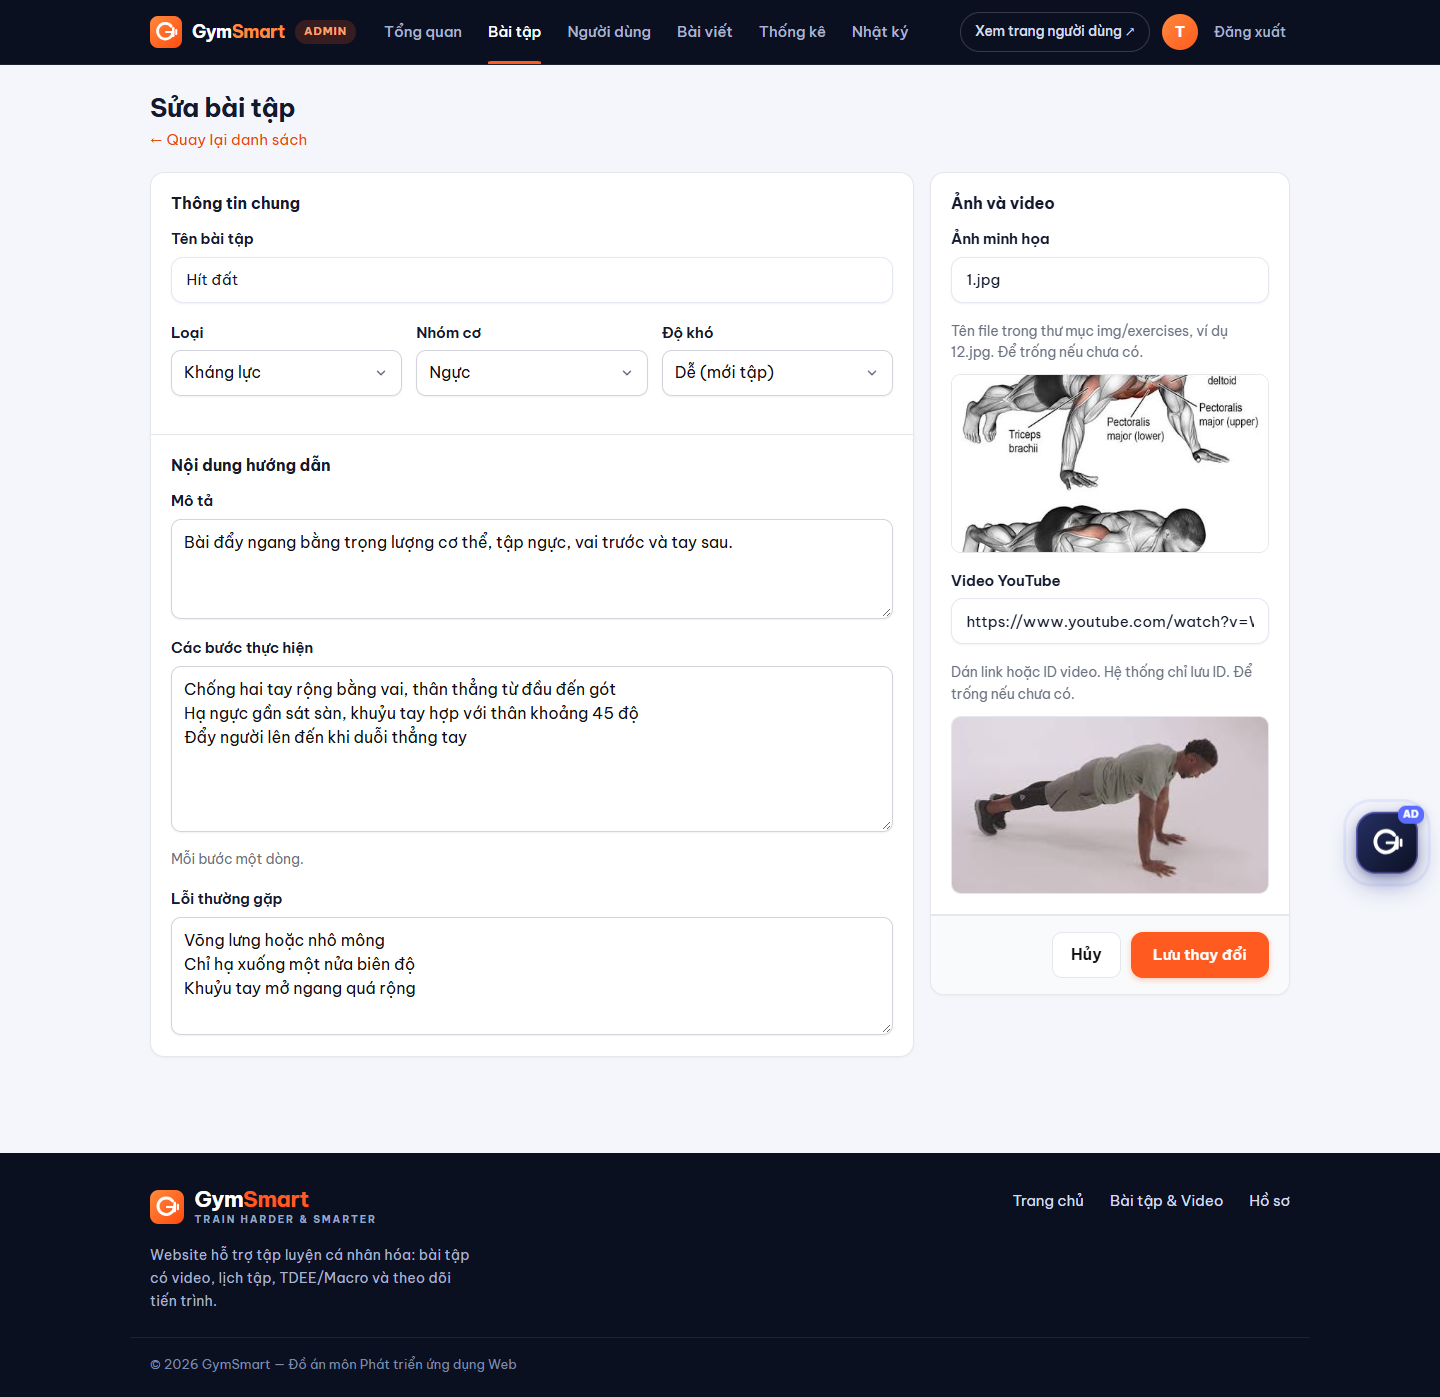 GymSmart ADMIN Tổng quan Bài tập Người dùng Bài viết Thống kê Nhật ký Xem trang người dùng ↗ T Đăng xuất
Sửa bài tập
← Quay lại danh sách
Thông tin chung
Tên bài tập
Hít đất
Loại Nhóm cơ Độ khó
Kháng lực Ngực Dễ (mới tập)
Nội dung hướng dẫn
Mô tả
Bài đẩy ngang bằng trọng lượng cơ thể, tập ngực, vai trước và tay sau.
Các bước thực hiện
Chống hai tay rộng bằng vai, thân thẳng từ đầu đến gót
Hạ ngực gần sát sàn, khuỷu tay hợp với thân khoảng 45 độ
Đẩy người lên đến khi duỗi thẳng tay
Mỗi bước một dòng.
Lỗi thường gặp
Võng lưng hoặc nhô mông
Chỉ hạ xuống một nửa biên độ
Khuỷu tay mở ngang quá rộng
Ảnh và video
Ảnh minh họa
1.jpg
Tên file trong thư mục img/exercises, ví dụ
12.jpg. Để trống nếu chưa có.
deltoid
Pectoralis
major (upper)
Pectoralis
major (lower)
Triceps
brachii
Video YouTube
https://www.youtube.com/watch?v=
Dán link hoặc ID video. Hệ thống chỉ lưu ID. Để
trống nếu chưa có.
Hủy Lưu thay đổi
AD
GymSmart
TRAIN HARDER & SMARTER
Trang chủ Bài tập & Video Hồ sơ
Website hỗ trợ tập luyện cá nhân hóa: bài tập
có video, lịch tập, TDEE/Macro và theo dõi
tiến trình.
© 2026 GymSmart — Đồ án môn Phát triển ứng dụng Web